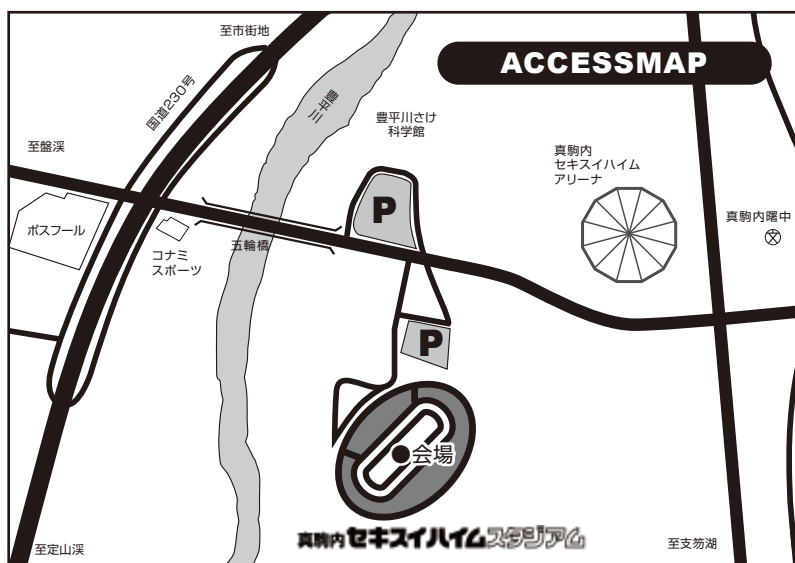 至市街地
ACCESSMAP
国道230号
豊平川
豊平川さけ
科学館
至盤渓
真駒内
セキスイハイム
アリーナ
P
真駒内曙中
ボスフール
五輪橋
コナミ
スポーツ
P
会場
真駒内セキスイハイムスタジアム
至定山渓
至支笏湖